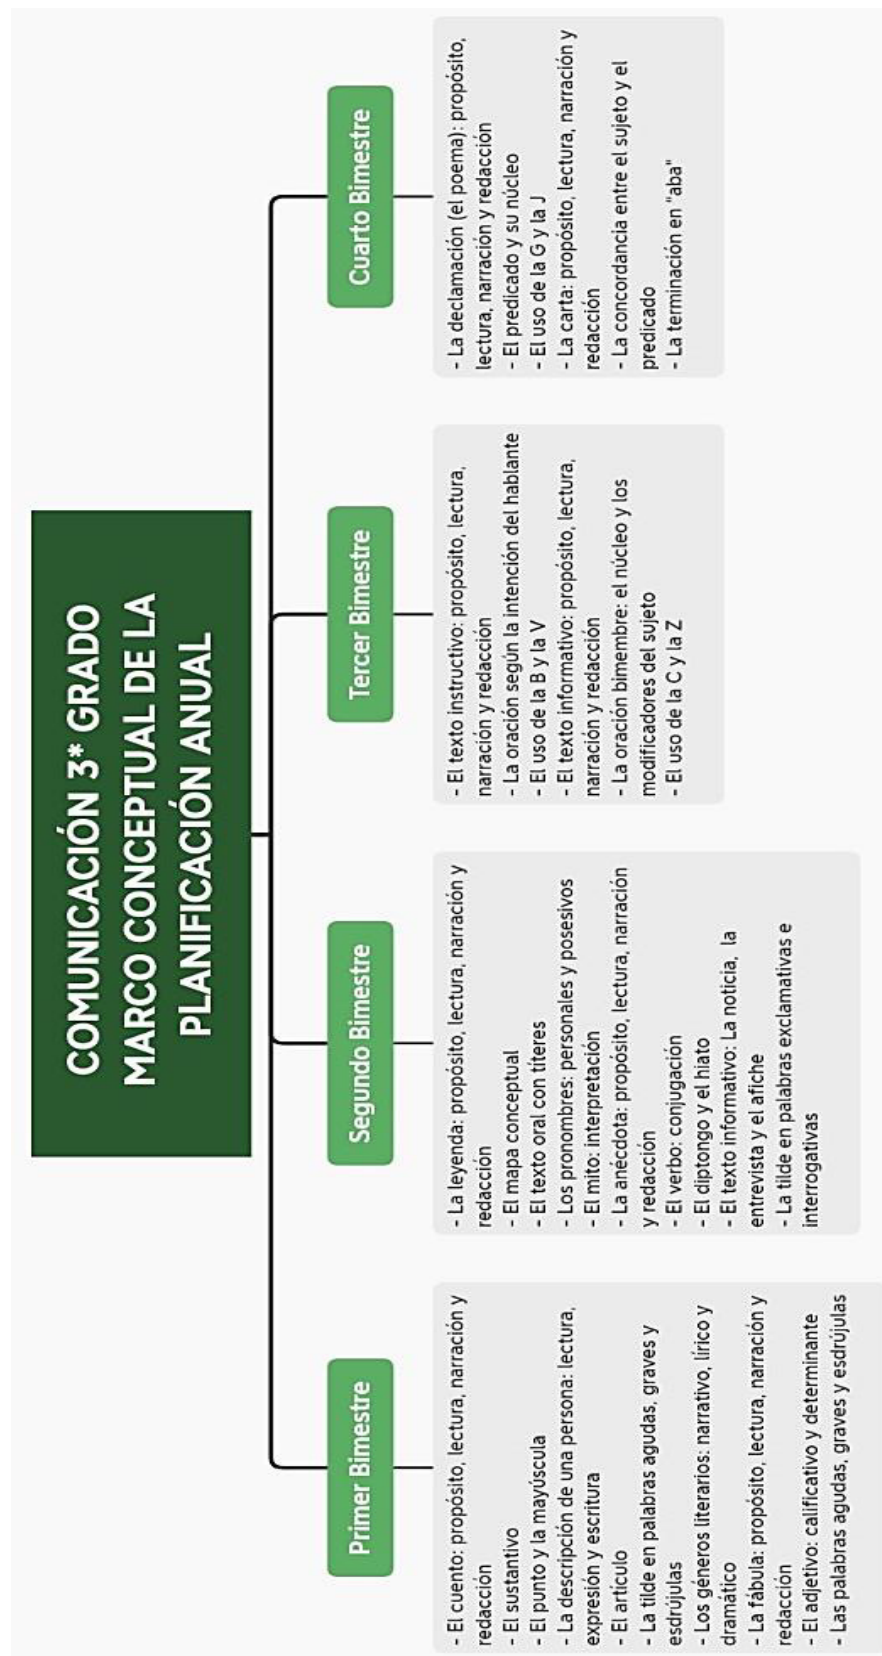 COMUNICACIÓN 3* GRADO
MARCO CONCEPTUAL DE LA
PLANIFICACIÓN ANUAL
Primer Bimestre
- El cuento: propósito, lectura, narración y
redacción
- El sustantivo
- El punto y la mayúscula
- La descripción de una persona: lectura,
expresión y escritura
- El artículo
- La tilde en palabras agudas, graves y
esdrújulas
- Los géneros literarios: narrativo, lírico y
dramático
- La fábula: propósito, lectura, narración y
redacción
- El adjetivo: calificativo y determinante
- Las palabras agudas, graves y esdrújulas
Segundo Bimestre
- La leyenda: propósito, lectura, narración y
redacción
- El mapa conceptual
- El texto oral con títeres
- Los pronombres: personales y posesivos
- El mito: interpretación
- La anécdota: propósito, lectura, narración
y redacción
- El verbo: conjugación
- El diptongo y el hiato
- El texto informativo: La noticia, la
entrevista y el afiche
- La tilde en palabras exclamativas e
interrogativas
Tercer Bimestre
- El texto instructivo: propósito, lectura,
narración y redacción
- La oración según la intención del hablante
- El uso de la B y la V
- El texto informativo: propósito, lectura,
narración y redacción
- La oración bimembre: el núcleo y los
modificadores del sujeto
- El uso de la C y la Z
Cuarto Bimestre
- La declamación (el poema): propósito,
lectura, narración y redacción
- El predicado y su núcleo
- El uso de la G y la J
- La carta: propósito, lectura, narración y
redacción
- La concordancia entre el sujeto y el
predicado
- La terminación en "aba"